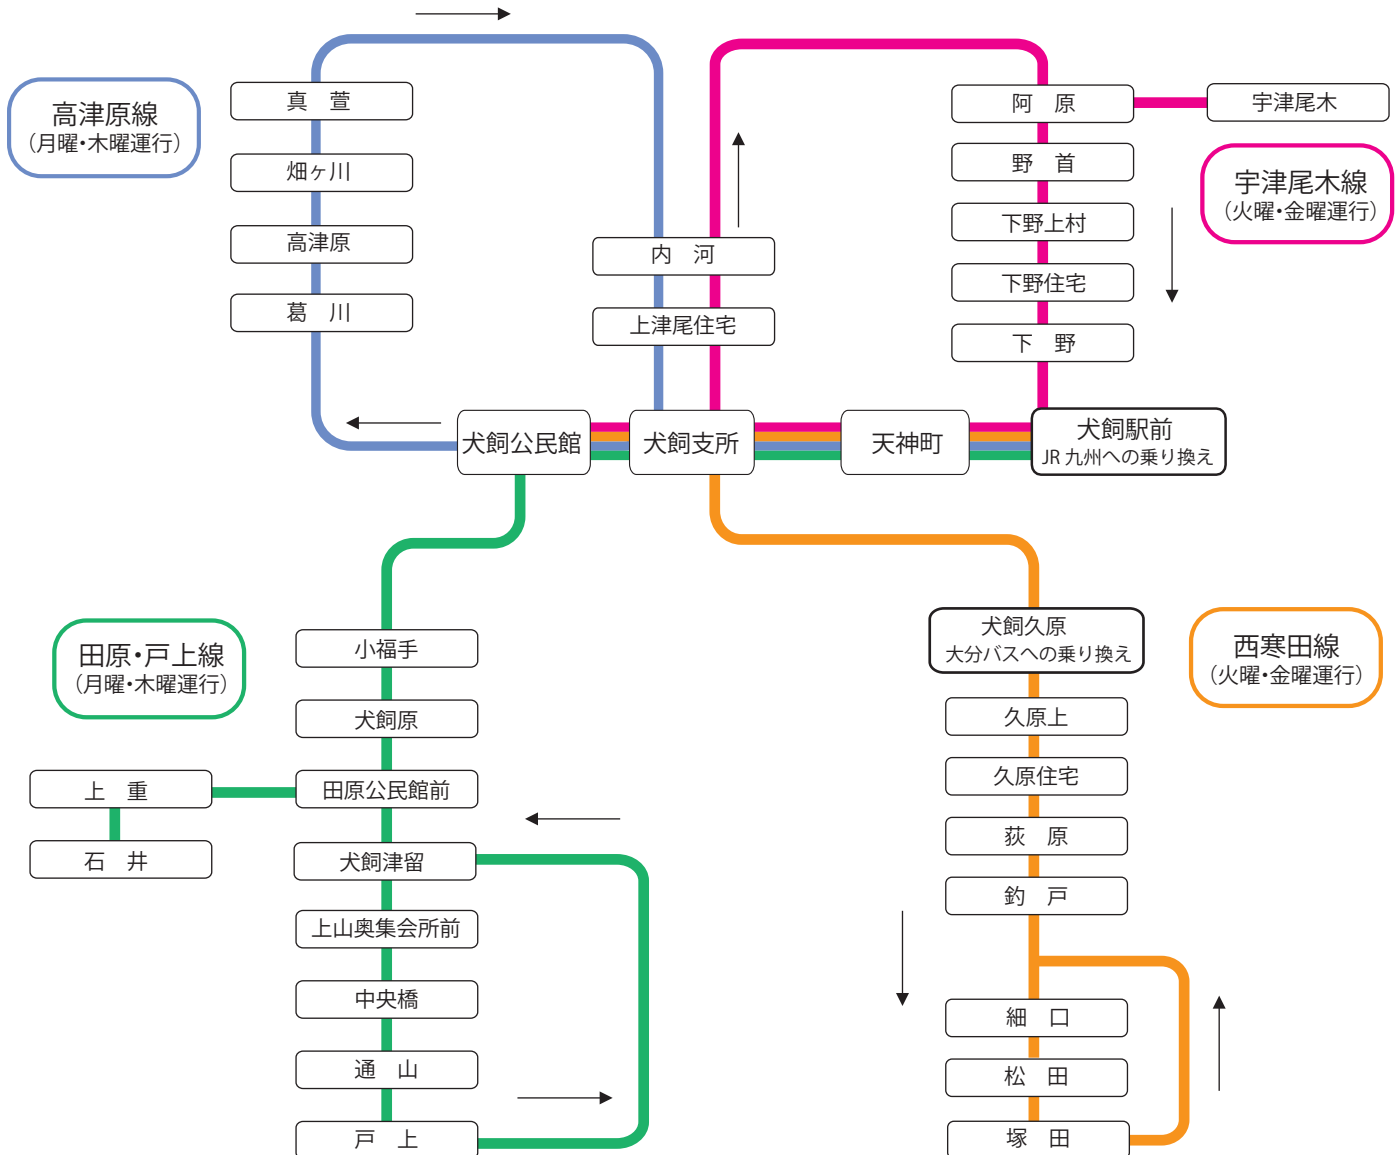 高津原線
（月曜・木曜運行）
真　萱
畑ヶ川
高津原
葛　川
内　河
上津尾住宅
阿　原
宇津尾木
野　首
下野上村
下野住宅
下　野
宇津尾木線
（火曜・金曜運行）
犬飼公民館
犬飼支所
天神町
犬飼駅前
JR 九州への乗り換え
田原・戸上線
（月曜・木曜運行）
小福手
犬飼原
田原公民館前
上　重
石　井
犬飼津留
上山奥集会所前
中央橋
通　山
戸　上
犬飼久原
大分バスへの乗り換え
西寒田線
（火曜・金曜運行）
久原上
久原住宅
荻　原
釣　戸
細　口
松　田
塚　田